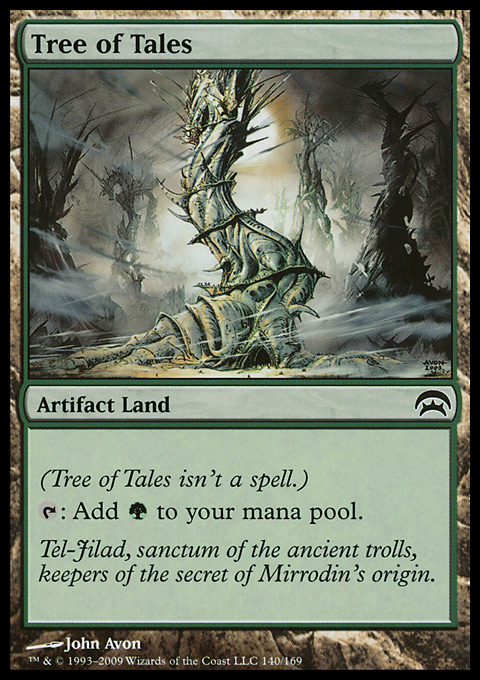 Tree of Tales
AVON
2003
Artifact Land
(Tree of Tales isn't a spell.)
: Add to your mana pool.
Tel-Jilad, sanctum of the ancient trolls,
keepers of the secret of Mirrodin's origin.
John Avon
™ & © 1993–2009 Wizards of the Coast LLC 140/169